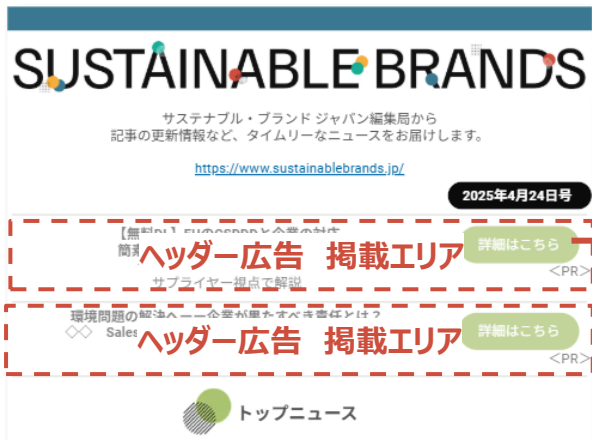 SUSTAINABLE BRANDS
サステナブル・ブランド ジャパン編集局から
記事の更新情報など、タイムリーなニュースをお届けします。
https://www.sustainablebrands.jp/
2025年4月24日号
【無料DL】EUのCSDDDと企業の対応
簡素
ヘッダー広告 掲載エリア
詳細はこちら
<PR>
サプライヤー視点で解説
環境問題の解決へ――企業が果たすべき責任とは？
◇◇ Sales
ヘッダー広告 掲載エリア
詳細はこちら
<PR>
トップニュース